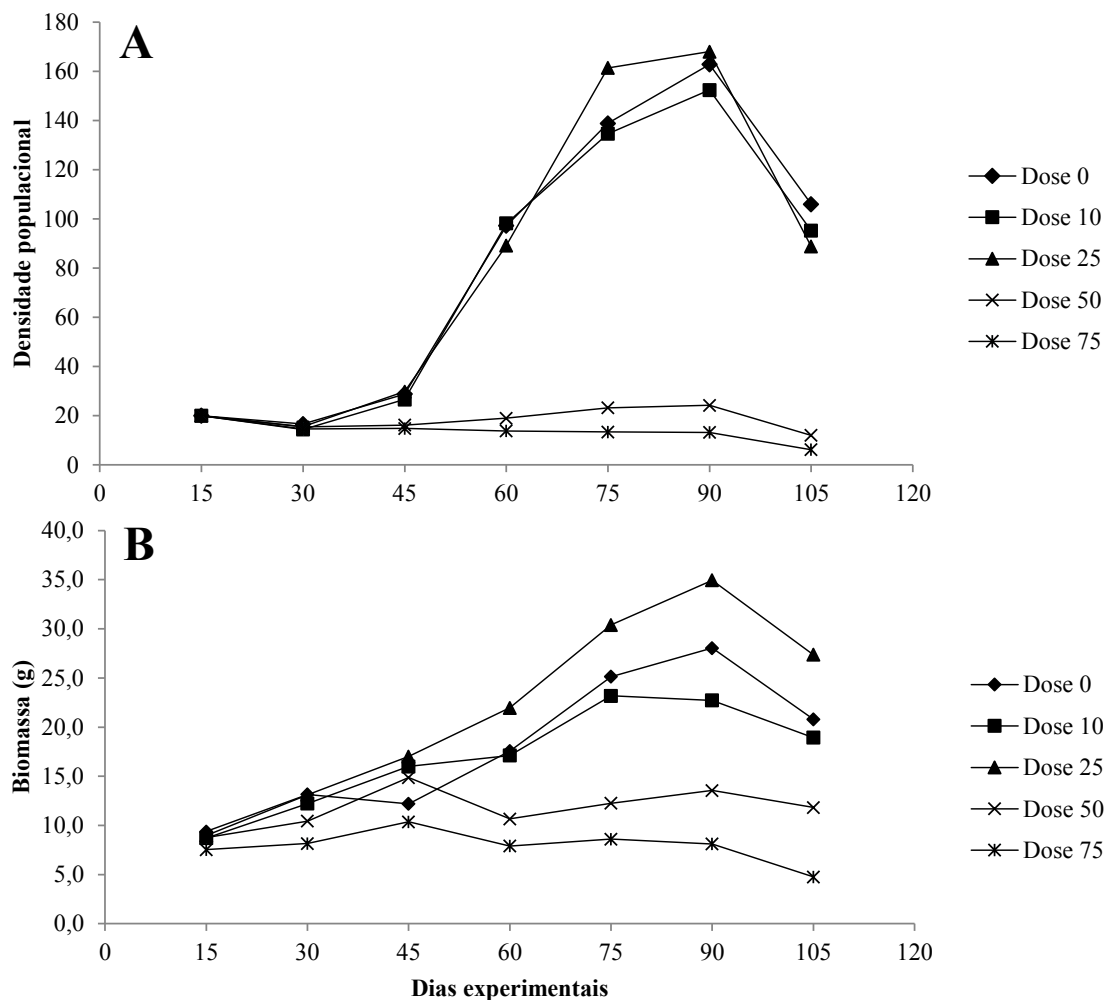 A
Densidade populacional
180
160
140
120
100
80
60
40
20
0
0 15 30 45 60 75 90 105 120
Dose 0
Dose 10
Dose 25
Dose 50
Dose 75
B
Biomassa (g)
40,0
35,0
30,0
25,0
20,0
15,0
10,0
5,0
0,0
0 15 30 45 60 75 90 105 120
Dias experimentais
Dose 0
Dose 10
Dose 25
Dose 50
Dose 75